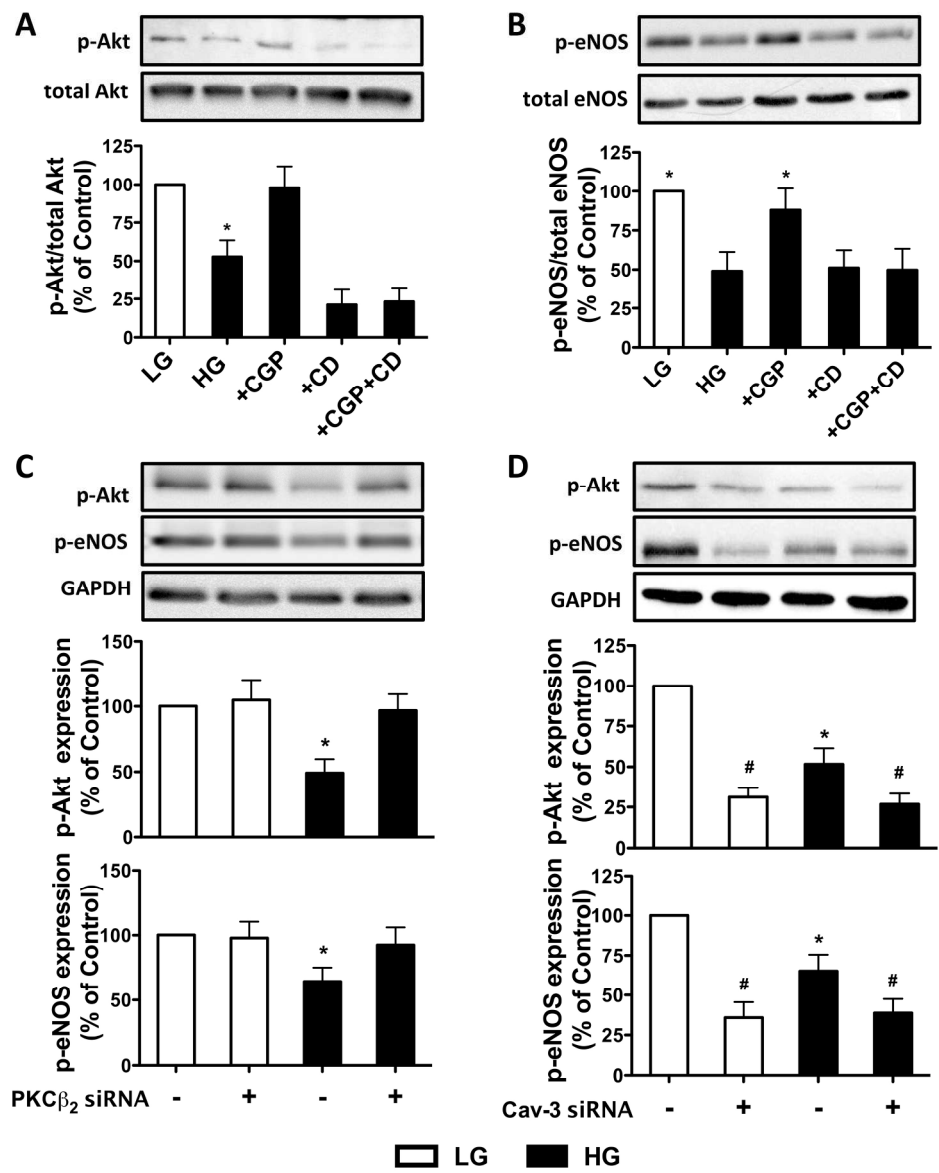 A
p-Akt
total Akt
p-Akt/total Akt
(% of Control)
125
100
75
50
25
0
*
LG
HG
+CGP
+CD
+CGP+CD
B
p-eNOS
total eNOS
p-eNOS/total eNOS
(% of Control)
125
100
75
50
25
0
*
*
LG
HG
+CGP
+CD
+CGP+CD
C
p-Akt
p-eNOS
GAPDH
p-Akt expression
(% of Control)
150
100
50
0
*
p-eNOS expression
(% of Control)
150
100
50
0
*
PKCβ₂ siRNA - + - +
D
p-Akt
p-eNOS
GAPDH
p-Akt expression
(% of Control)
125
100
75
50
25
0
# * #
p-eNOS expression
(% of Control)
125
100
75
50
25
0
# * #
Cav-3 siRNA - + - +
LG HG